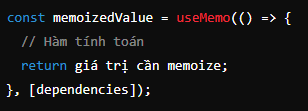 const memoizedValue = useMemo(() => {
// Hàm tính toán
return giá trị cần memoize;
}, [dependencies]);